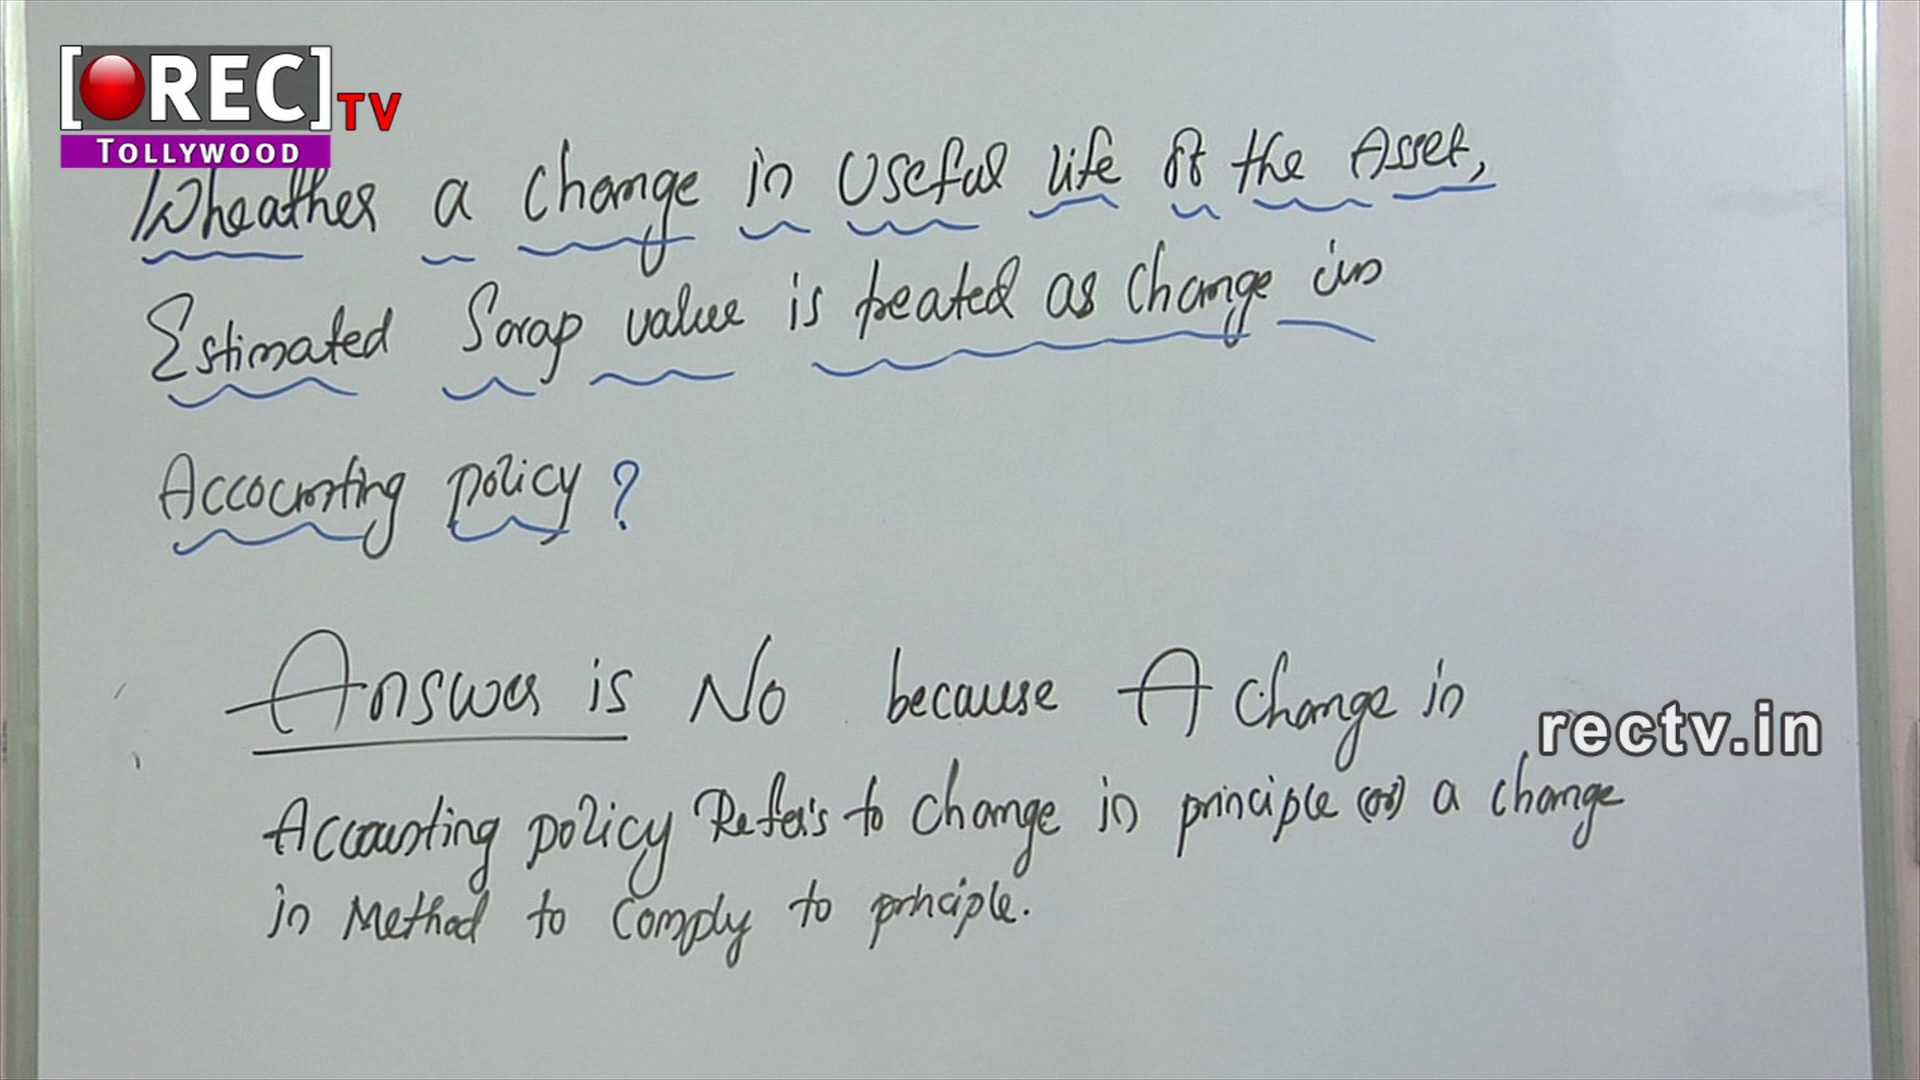 REC TV
TOLLYWOOD
Wheather a change in Useful life of the Asset,
Estimated Scrap value is treated as change in
Accounting policy ?
Answer is No because A change in
rectv.in
Accounting policy Refer's to change in principle (or) a change
in Method to comply to principle.